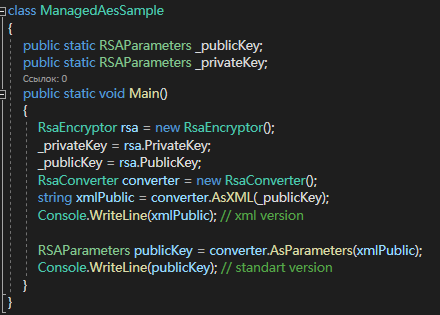 class ManagedAesSample
{
public static RSAParameters _publicKey;
public static RSAParameters _privateKey;
Ссылок: 0
public static void Main()
{
RsaEncryptor rsa = new RsaEncryptor();
_privateKey = rsa.PrivateKey;
_publicKey = rsa.PublicKey;
RsaConverter converter = new RsaConverter();
string xmlPublic = converter.AsXML(_publicKey);
Console.WriteLine(xmlPublic); // xml version
RSAParameters publicKey = converter.AsParameters(xmlPublic);
Console.WriteLine(publicKey); // standart version
}
}